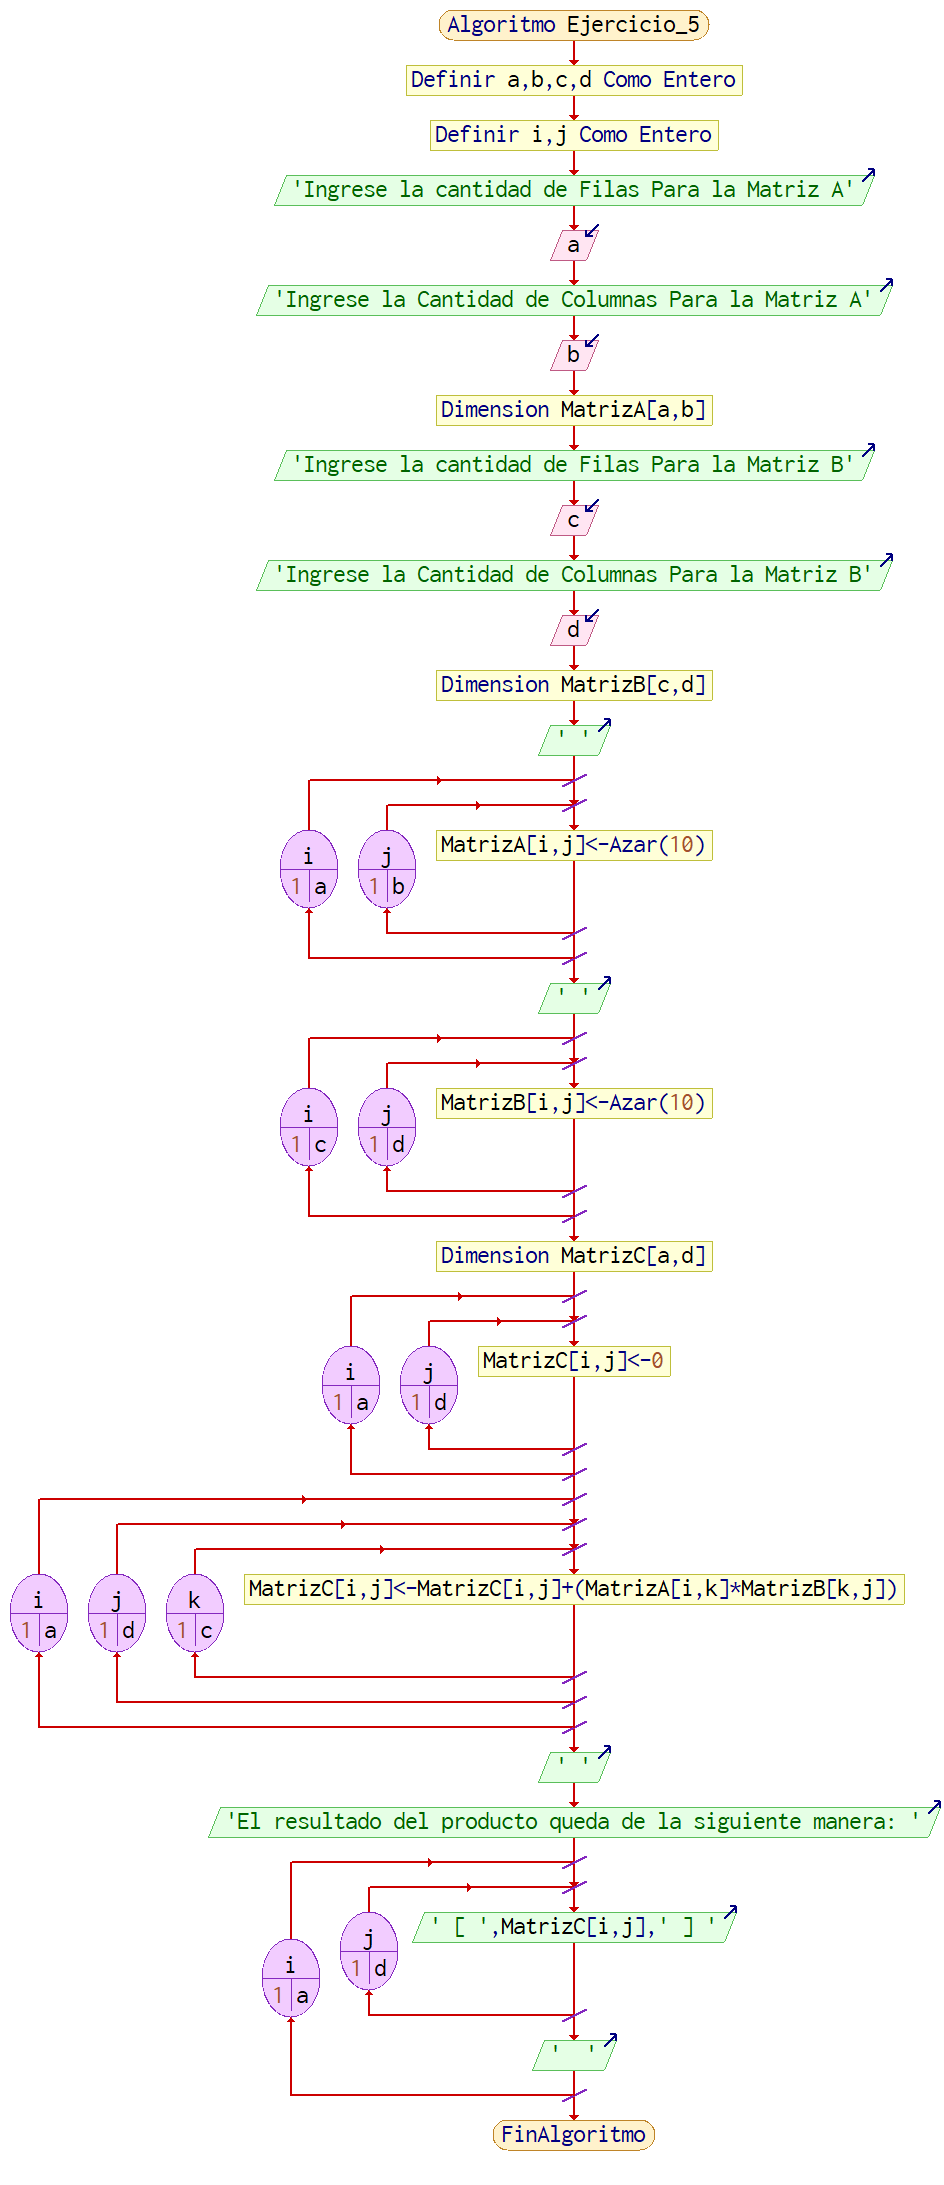 Algoritmo Ejercicio_5
Definir a,b,c,d Como Entero
Definir i,j Como Entero
'Ingrese la cantidad de Filas Para la Matriz A'
a
'Ingrese la Cantidad de Columnas Para la Matriz A'
b
Dimension MatrizA[a,b]
'Ingrese la cantidad de Filas Para la Matriz B'
c
'Ingrese la Cantidad de Columnas Para la Matriz B'
d
Dimension MatrizB[c,d]
' '
i
1 a
j
1 b
MatrizA[i,j]<-Azar(10)
' '
i
1 c
j
1 d
MatrizB[i,j]<-Azar(10)
Dimension MatrizC[a,d]
i
1 a
j
1 d
MatrizC[i,j]<-0
i
1 a
j
1 d
k
1 c
MatrizC[i,j]<-MatrizC[i,j]+(MatrizA[i,k]*MatrizB[k,j])
' '
'El resultado del producto queda de la siguiente manera: '
i
1 a
j
1 d
' [ ',MatrizC[i,j],' ] '
'  '
FinAlgoritmo